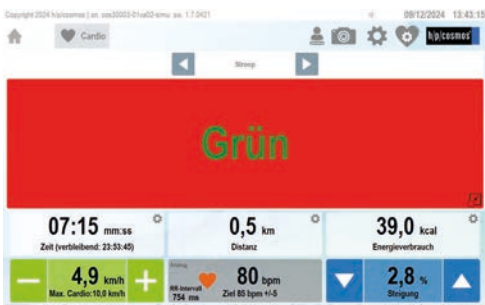 Copyright 2024 h/p/cosmos | sn. cos30003-01va02-simu sw. 1.7.0421
09/12/2024 13:43:15
Cardio
h/p/cosmos
Stroop
Grün
07:15 mm:ss
Zeit (verbleibend: 23:53:45)
0,5 km
Distanz
39,0 kcal
Energieverbrauch
4,9 km/h
Max. Cardio:10,0 km/h
Analog
RR-Intervall
754 ms
80 bpm
Ziel 85 bpm +/-5
2,8 %
Steigung